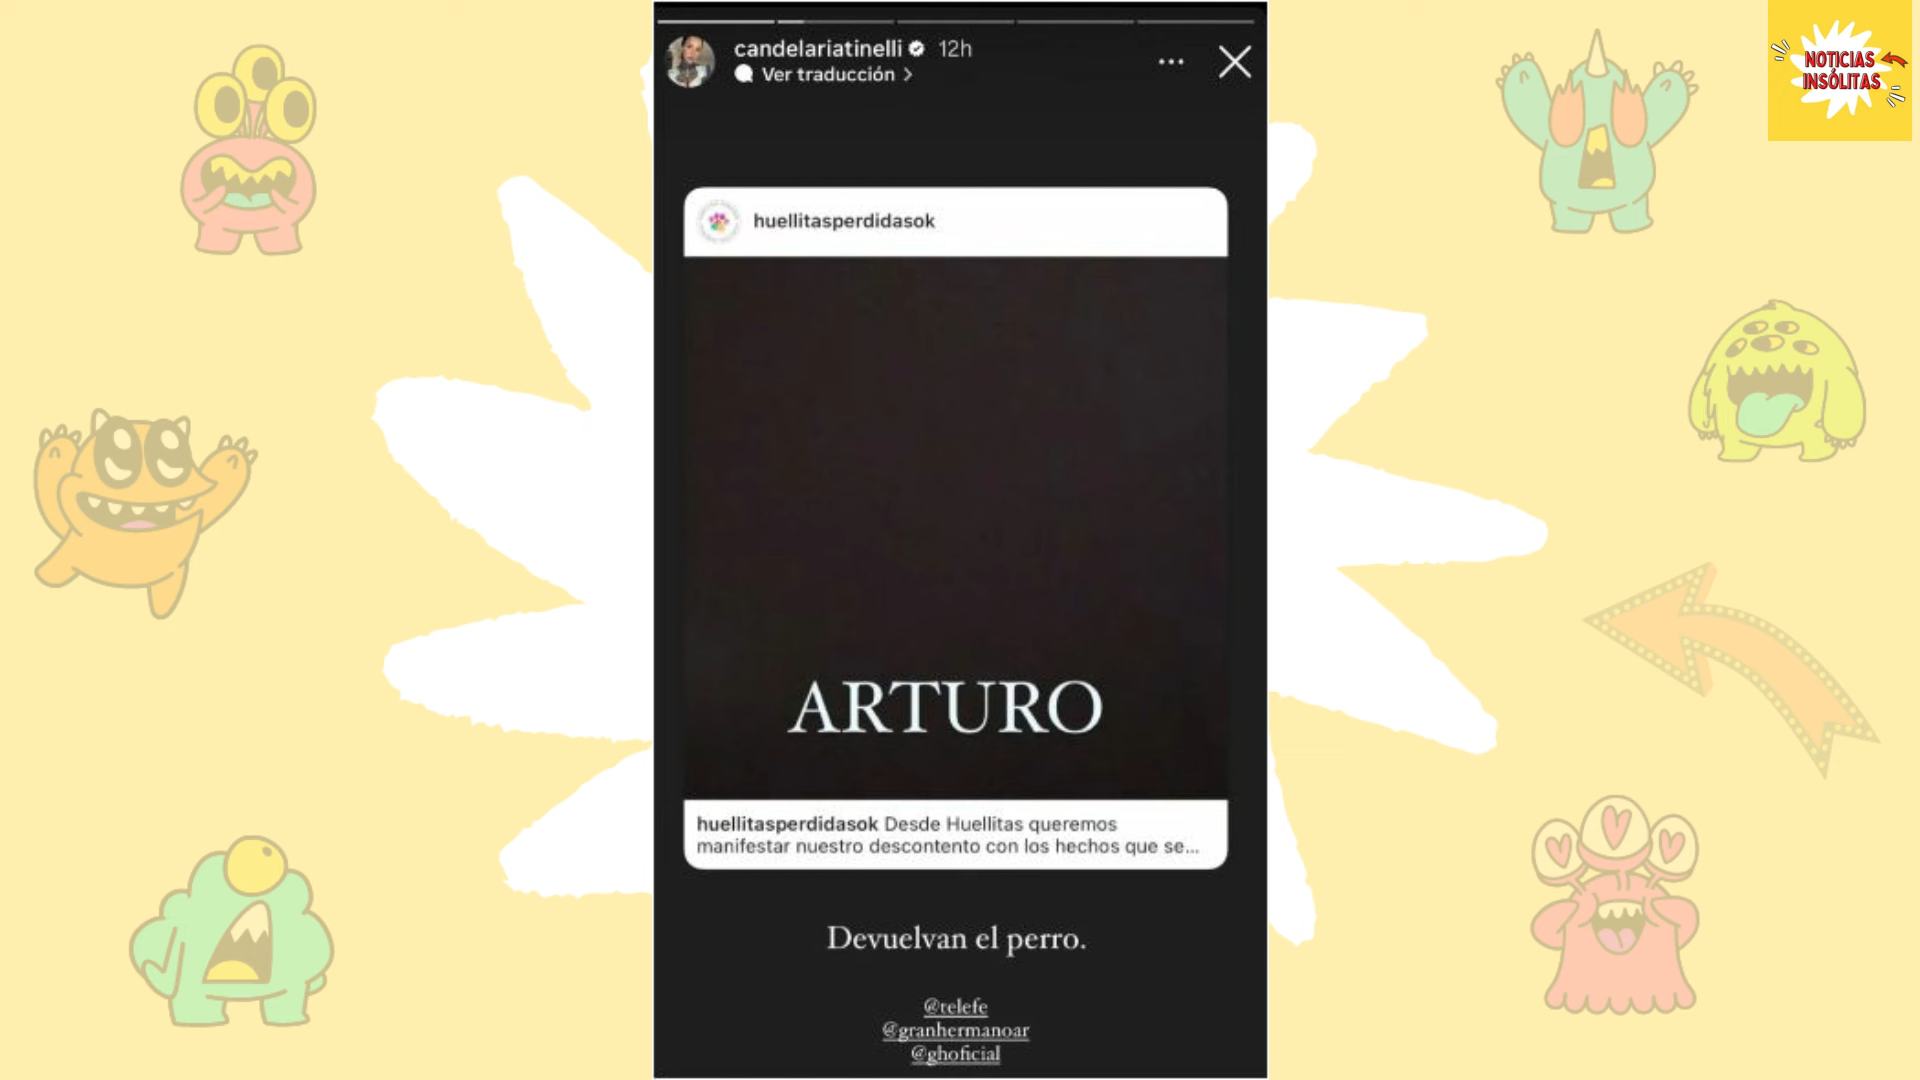 candelariatinelli 12h
Ver traducción >
NOTICIAS
INSÓLITAS
huellitasperdidasok
ARTURO
huellitasperdidasok Desde Huellitas queremos
manifestar nuestro descontento con los hechos que se...
Devuelvan el perro.
@telefe
@granhermanoar
@ghoficial